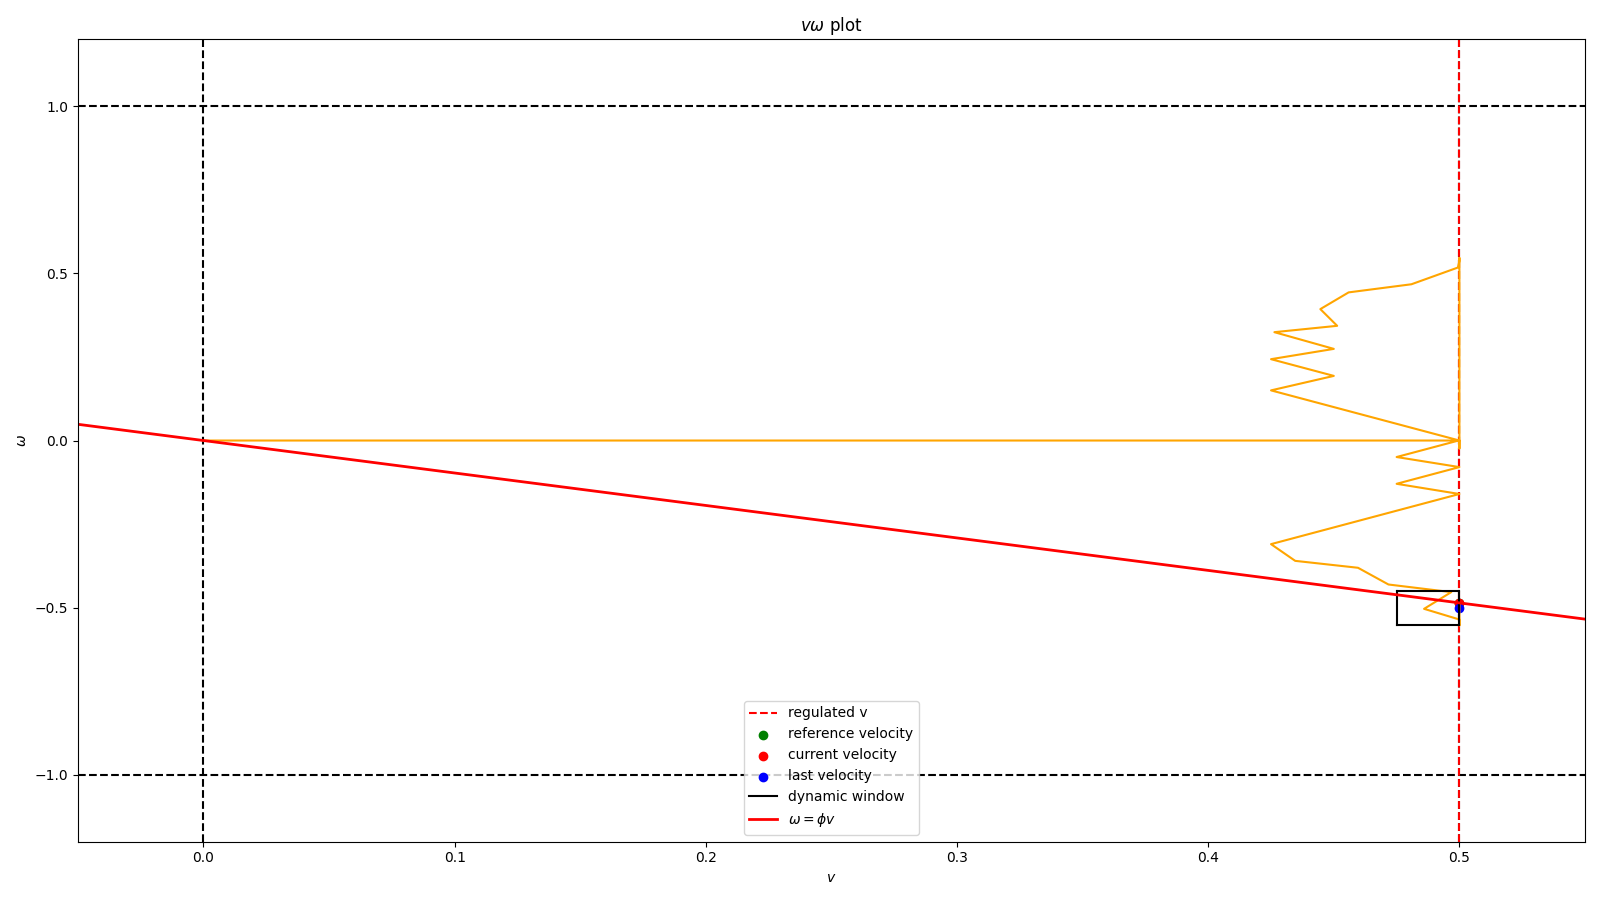 vω plot
1.0
0.5
0.0
−0.5
−1.0
ω
regulated v
reference velocity
current velocity
last velocity
dynamic window
ω = ϕv
0.0 0.1 0.2 0.3 0.4 0.5
v